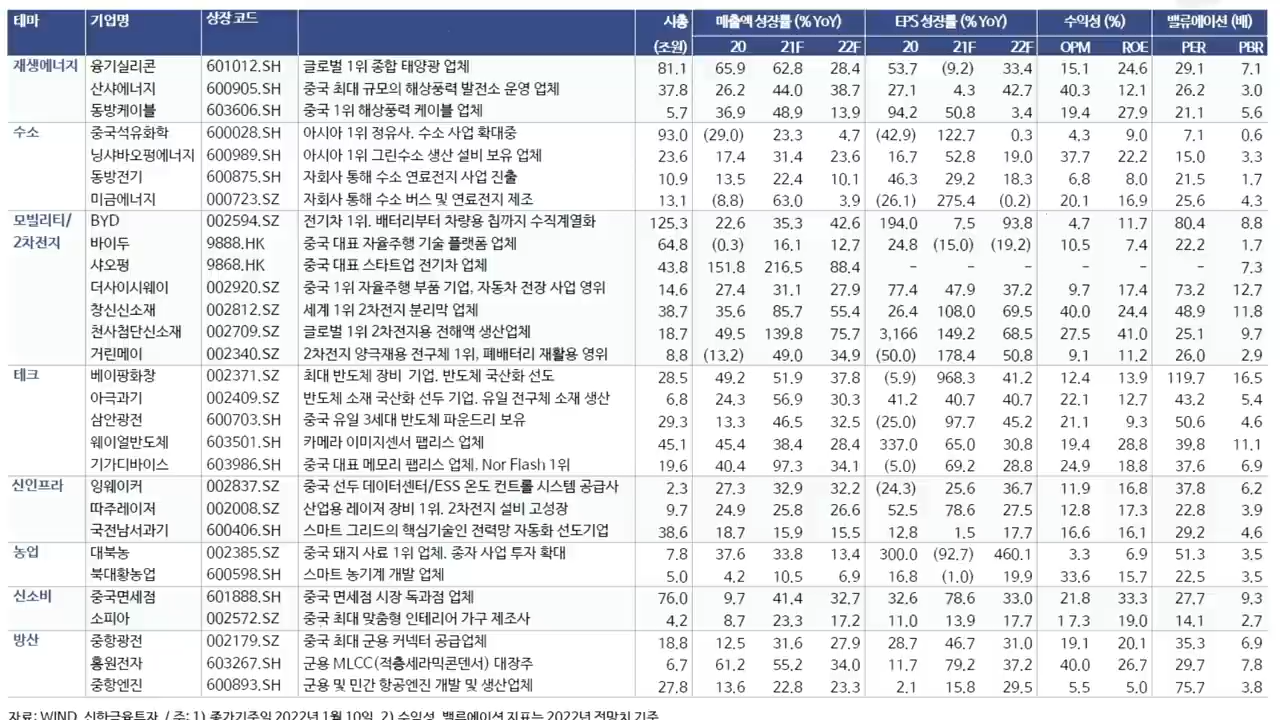 테마 기업명 상장 코드 시총 매출액 성장률 (% YoY) EPS 성장률 (% YoY) 수익성 (%) 밸류에이션 (배)
(조원) 20 21F 22F 20 21F 22F OPM ROE PER PBR
재생에너지 융기실리콘 601012.SH 글로벌 1위 종합 태양광 업체 81.1 65.9 62.8 28.4 53.7 (9.2) 33.4 15.1 24.6 29.1 7.1
산샤에너지 600905.SH 중국 최대 규모의 해상풍력 발전소 운영 업체 37.8 26.2 44.0 38.7 27.1 4.3 42.7 40.3 12.1 26.2 3.0
동방케이블 603606.SH 중국 1위 해상풍력 케이블 업체 5.7 36.9 48.9 13.9 94.2 50.8 3.4 19.4 27.9 21.1 5.6
수소 중국석유화학 600028.SH 아시아 1위 정유사. 수소 사업 확대중 93.0 (29.0) 23.3 4.7 (42.9) 122.7 0.3 4.3 9.0 7.1 0.6
닝샤바오펑에너지 600989.SH 아시아 1위 그린수소 생산 설비 보유 업체 23.6 17.4 31.4 23.6 16.7 52.8 19.0 37.7 22.2 15.0 3.3
동방전기 600875.SH 자회사 통해 수소 연료전지 사업 진출 10.9 13.5 22.4 10.1 46.3 29.2 18.3 6.8 8.0 21.5 1.7
미금에너지 000723.SZ 자회사 통해 수소 버스 및 연료전지 제조 13.1 (8.8) 63.0 3.9 (26.1) 275.4 (0.2) 20.1 16.9 25.6 4.3
모빌리티/ BYD 002594.SZ 전기차 1위. 배터리부터 차량용 칩까지 수직계열화 125.3 22.6 35.3 42.6 194.0 7.5 93.8 4.7 11.7 80.4 8.8
2차전지 바이두 9888.HK 중국 대표 자율주행 기술 플랫폼 업체 64.8 (0.3) 16.1 12.7 24.8 (15.0) (19.2) 10.5 7.4 22.2 1.7
샤오펑 9868.HK 중국 대표 스타트업 전기차 업체 43.8 151.8 216.5 88.4 – – – – – – 7.3
더사이시웨이 002920.SZ 중국 1위 자율주행 부품 기업, 자동차 전장 사업 영위 14.6 27.4 31.1 27.9 77.4 47.9 37.2 9.7 17.4 73.2 12.7
창신신소재 002812.SZ 세계 1위 2차전지 분리막 업체 38.7 35.6 85.7 55.4 26.4 108.0 69.5 40.0 24.4 48.9 11.8
천사첨단신소재 002709.SZ 글로벌 1위 2차전지용 전해액 생산업체 18.7 49.5 139.8 75.7 3,166 149.2 68.5 27.5 41.0 25.1 9.7
거린메이 002340.SZ 2차전지 양극재용 전구체 1위, 폐배터리 재활용 영위 8.8 (13.2) 49.0 34.9 (50.0) 178.4 50.8 9.1 11.2 26.0 2.9
테크 베이팡화창 002371.SZ 최대 반도체 장비 기업. 반도체 국산화 선도 28.5 49.2 51.9 37.8 (5.9) 968.3 41.2 12.4 13.9 119.7 16.5
아극과기 002409.SZ 반도체 소재 국산화 선두 기업. 유일 전구체 소재 생산 6.8 24.3 56.9 30.3 41.2 40.7 40.7 22.1 12.7 43.2 5.4
삼안광전 600703.SH 중국 유일 3세대 반도체 파운드리 보유 29.3 13.3 46.5 32.5 (25.0) 97.7 45.2 21.1 9.3 50.6 4.6
웨이얼반도체 603501.SH 카메라 이미지센서 팹리스 업체 45.1 45.4 38.4 28.4 337.0 65.0 30.8 19.4 28.8 39.8 11.1
기가디바이스 603986.SH 중국 대표 메모리 팹리스 업체, Nor Flash 1위 19.6 40.4 97.3 34.1 (5.0) 69.2 28.8 24.9 18.8 37.6 6.9
신인프라 잉웨이커 002837.SZ 중국 선두 데이터센터/ESS 온도 컨트롤 시스템 공급사 2.3 27.3 32.9 32.2 (24.3) 25.6 36.7 11.9 16.8 37.8 6.2
따주레이저 002008.SZ 산업용 레이저 장비 1위. 2차전지 설비 고성장 9.7 24.9 25.8 26.6 52.5 78.6 27.5 12.8 17.3 22.8 3.9
국전남서과기 600406.SH 스마트 그리드의 핵심기술인 전력망 자동화 선도기업 38.6 18.7 15.9 15.5 12.8 1.5 17.7 16.6 16.1 29.2 4.6
농업 대북농 002385.SZ 중국 돼지 사료 1위 업체. 종자 사업 투자 확대 7.8 37.6 33.8 13.4 300.0 (92.7) 460.1 3.3 6.9 51.3 3.5
북대황농업 600598.SH 스마트 농기계 개발 업체 5.0 4.2 10.5 6.9 16.8 (1.0) 19.9 33.6 15.7 22.5 3.5
신소비 중국면세점 601888.SH 중국 면세점 시장 독과점 업체 76.0 9.7 41.4 32.7 32.6 78.6 33.0 21.8 33.3 27.7 9.3
소피아 002572.SZ 중국 최대 맞춤형 인테리어 가구 제조사 4.2 8.7 23.3 17.2 11.0 13.9 17.7 17.3 19.0 14.1 2.7
방산 중항광전 002179.SZ 중국 최대 군용 커넥터 공급업체 18.8 12.5 31.6 27.9 28.7 46.7 31.0 19.1 20.1 35.3 6.9
홍원전자 603267.SH 군용 MLCC(적층세라믹콘덴서) 대장주 6.7 61.2 55.2 34.0 11.7 79.2 37.2 40.0 26.7 29.7 7.8
중항엔진 600893.SH 군용 및 민간 항공엔진 개발 및 생산업체 27.8 13.6 22.8 23.3 2.1 15.8 29.5 5.5 5.0 75.7 3.8
자료: WIND, 신한금융투자 / 주: 1) 종가기준일 2022년 1월 10일, 2) 수익성, 밸류에이션 지표는 2022년 전망치 기준